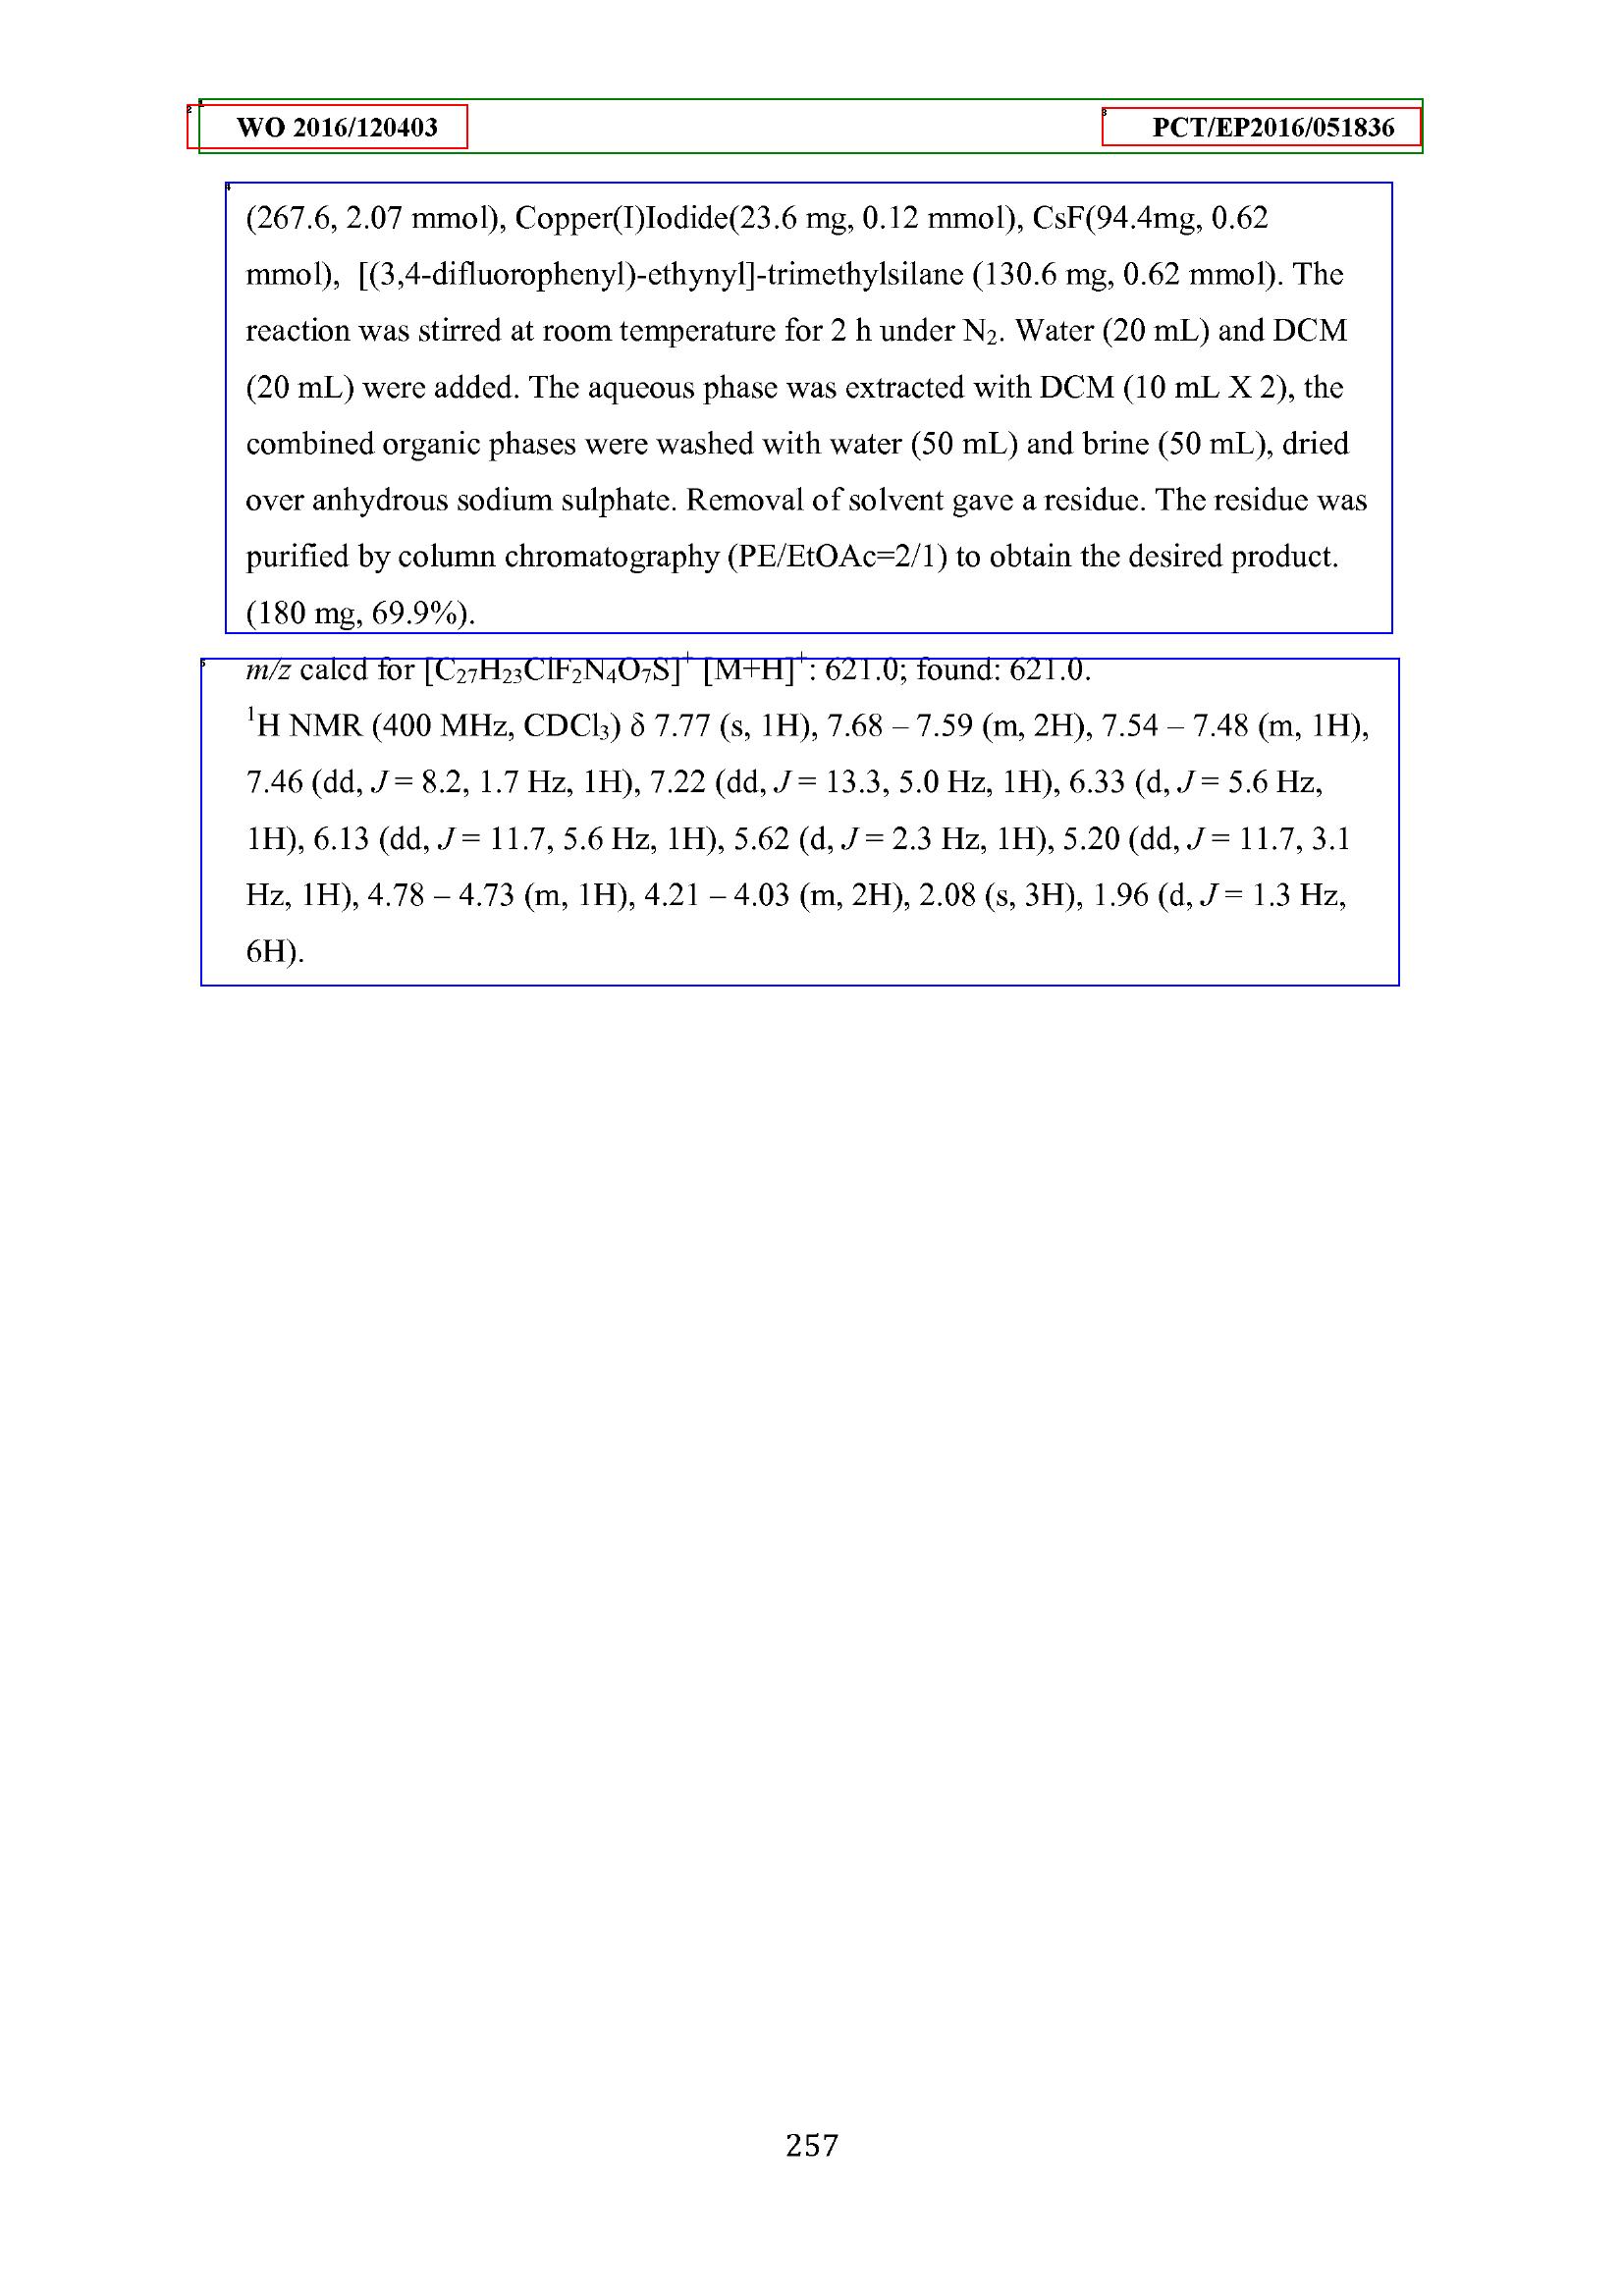 WO 2016/120403 PCT/EP2016/051836
(267.6, 2.07 mmol), Copper(I)Iodide(23.6 mg, 0.12 mmol), CsF(94.4mg, 0.62
mmol), [(3,4-difluorophenyl)-ethynyl]-trimethylsilane (130.6 mg, 0.62 mmol). The
reaction was stirred at room temperature for 2 h under N₂. Water (20 mL) and DCM
(20 mL) were added. The aqueous phase was extracted with DCM (10 mL X 2), the
combined organic phases were washed with water (50 mL) and brine (50 mL), dried
over anhydrous sodium sulphate. Removal of solvent gave a residue. The residue was
purified by column chromatography (PE/EtOAc=2/1) to obtain the desired product.
(180 mg, 69.9%).
m/z calcd for [C₂₇H₂₃ClF₂N₄O₇S]⁺ [M+H]⁺: 621.0; found: 621.0.
¹H NMR (400 MHz, CDCl₃) δ 7.77 (s, 1H), 7.68 – 7.59 (m, 2H), 7.54 – 7.48 (m, 1H),
7.46 (dd, J = 8.2, 1.7 Hz, 1H), 7.22 (dd, J = 13.3, 5.0 Hz, 1H), 6.33 (d, J = 5.6 Hz,
1H), 6.13 (dd, J = 11.7, 5.6 Hz, 1H), 5.62 (d, J = 2.3 Hz, 1H), 5.20 (dd, J = 11.7, 3.1
Hz, 1H), 4.78 – 4.73 (m, 1H), 4.21 – 4.03 (m, 2H), 2.08 (s, 3H), 1.96 (d, J = 1.3 Hz,
6H).
257